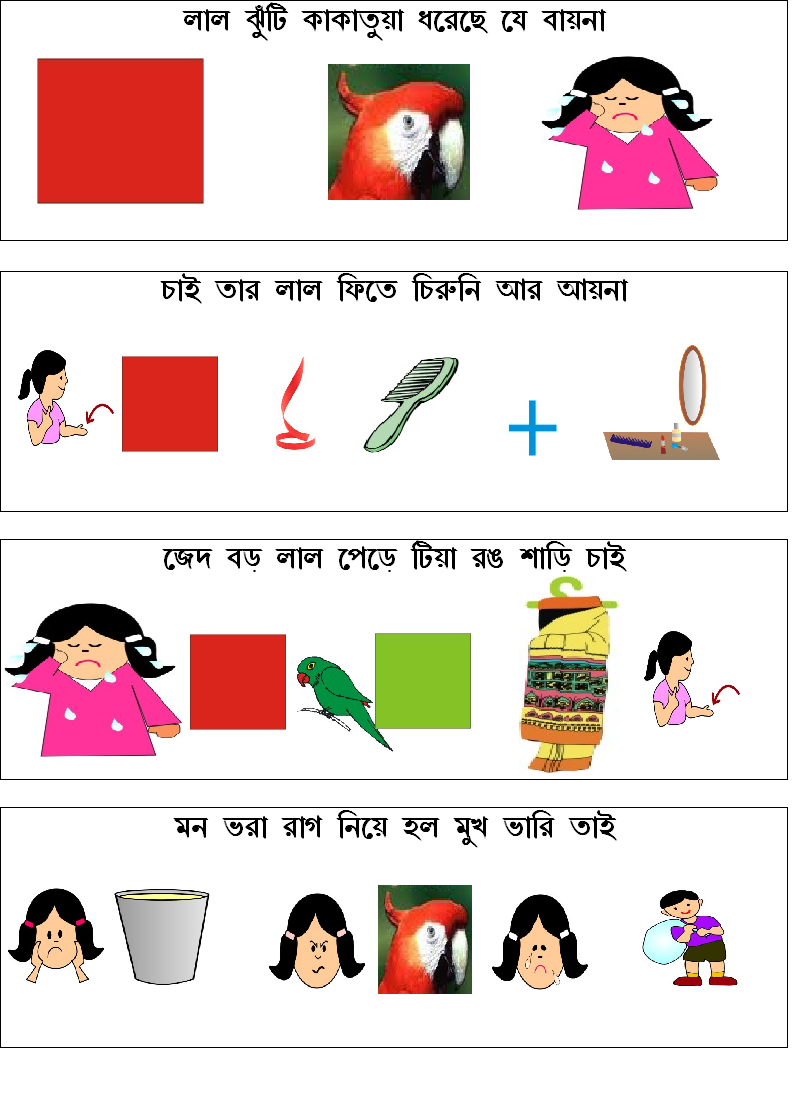 লাল ঝুঁটি কাকাতুয়া ধরেছে যে বায়না
চাই তার লাল ফিতে চিরুনি আর আয়না
জেদ বড় লাল পেড়ে টিয়া রঙ শাড়ি চাই
মন ভরা রাগ নিয়ে হল মুখ ভারি তাই